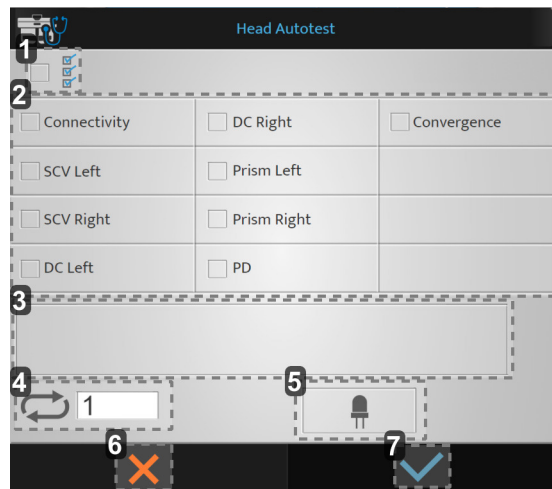 Head Autotest
1
2
Connectivity DC Right Convergence
SCV Left Prism Left
SCV Right Prism Right
DC Left PD
3
4 5
1
6 7